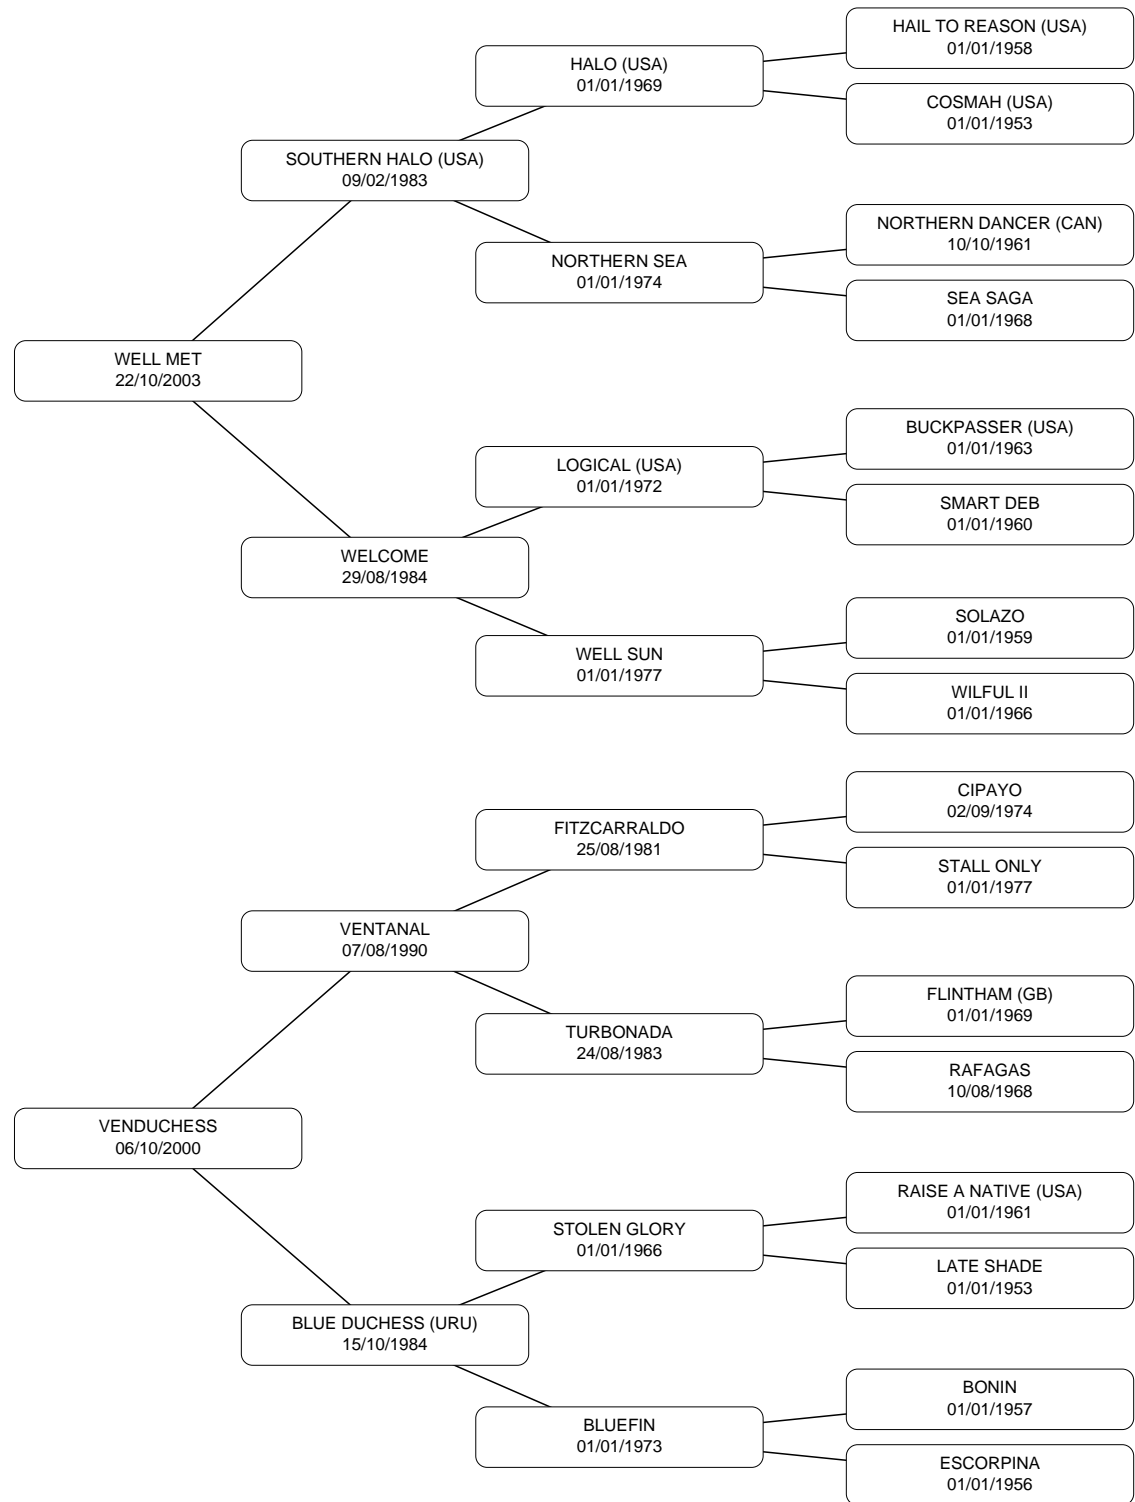 HAIL TO REASON (USA)
01/01/1958
HALO (USA)
01/01/1969
COSMAH (USA)
01/01/1953
SOUTHERN HALO (USA)
09/02/1983
NORTHERN DANCER (CAN)
10/10/1961
NORTHERN SEA
01/01/1974
SEA SAGA
01/01/1968
WELL MET
22/10/2003
BUCKPASSER (USA)
01/01/1963
LOGICAL (USA)
01/01/1972
SMART DEB
01/01/1960
WELCOME
29/08/1984
SOLAZO
01/01/1959
WELL SUN
01/01/1977
WILFUL II
01/01/1966
CIPAYO
02/09/1974
FITZCARRALDO
25/08/1981
STALL ONLY
01/01/1977
VENTANAL
07/08/1990
FLINTHAM (GB)
01/01/1969
TURBONADA
24/08/1983
RAFAGAS
10/08/1968
VENDUCHESS
06/10/2000
RAISE A NATIVE (USA)
01/01/1961
STOLEN GLORY
01/01/1966
LATE SHADE
01/01/1953
BLUE DUCHESS (URU)
15/10/1984
BONIN
01/01/1957
BLUEFIN
01/01/1973
ESCORPINA
01/01/1956